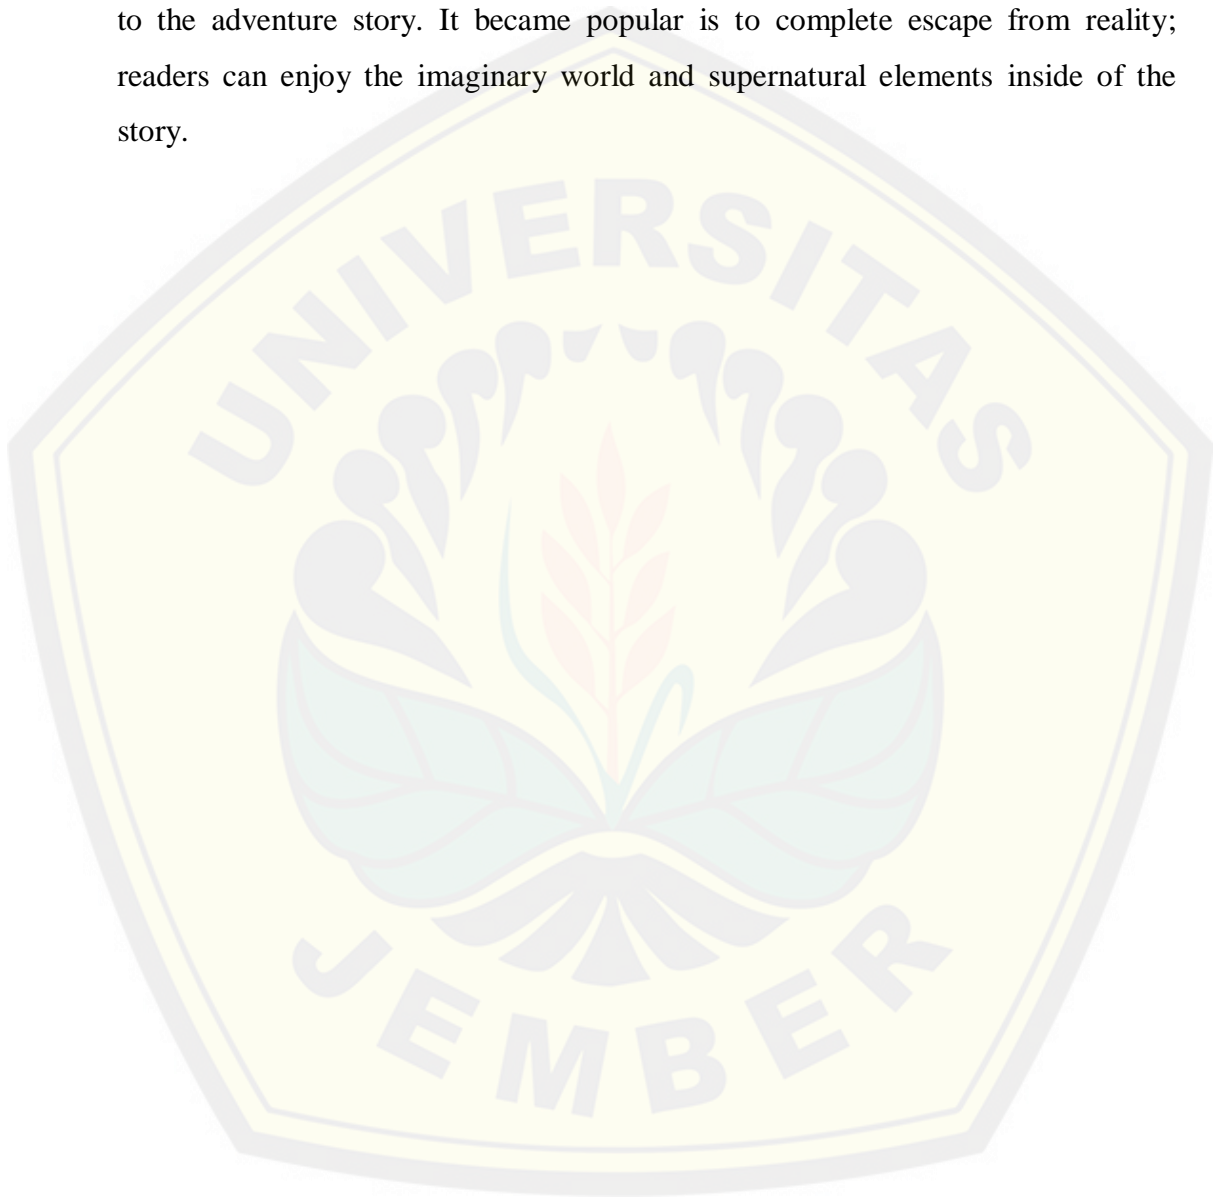 to the adventure story. It became popular is to complete escape from reality;
readers can enjoy the imaginary world and supernatural elements inside of the
story.
UNIVERSITAS
JEMBER